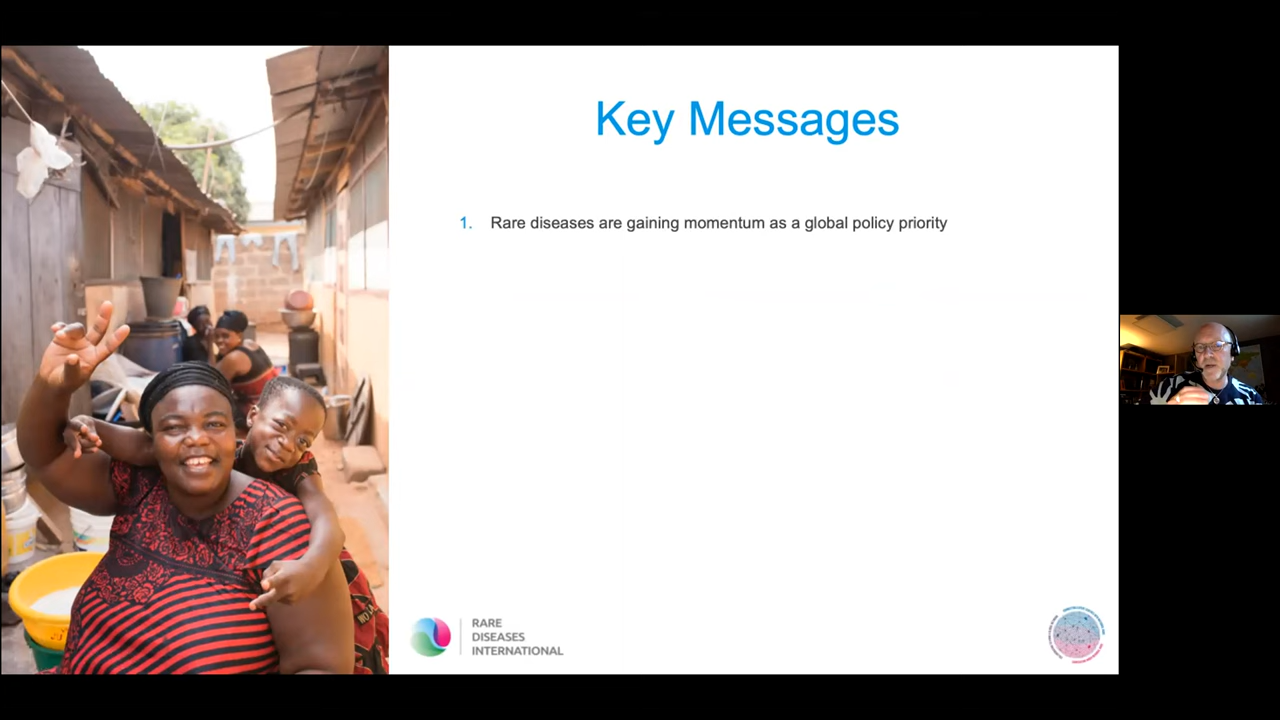 Key Messages
1. Rare diseases are gaining momentum as a global policy priority
RARE
DISEASES
INTERNATIONAL